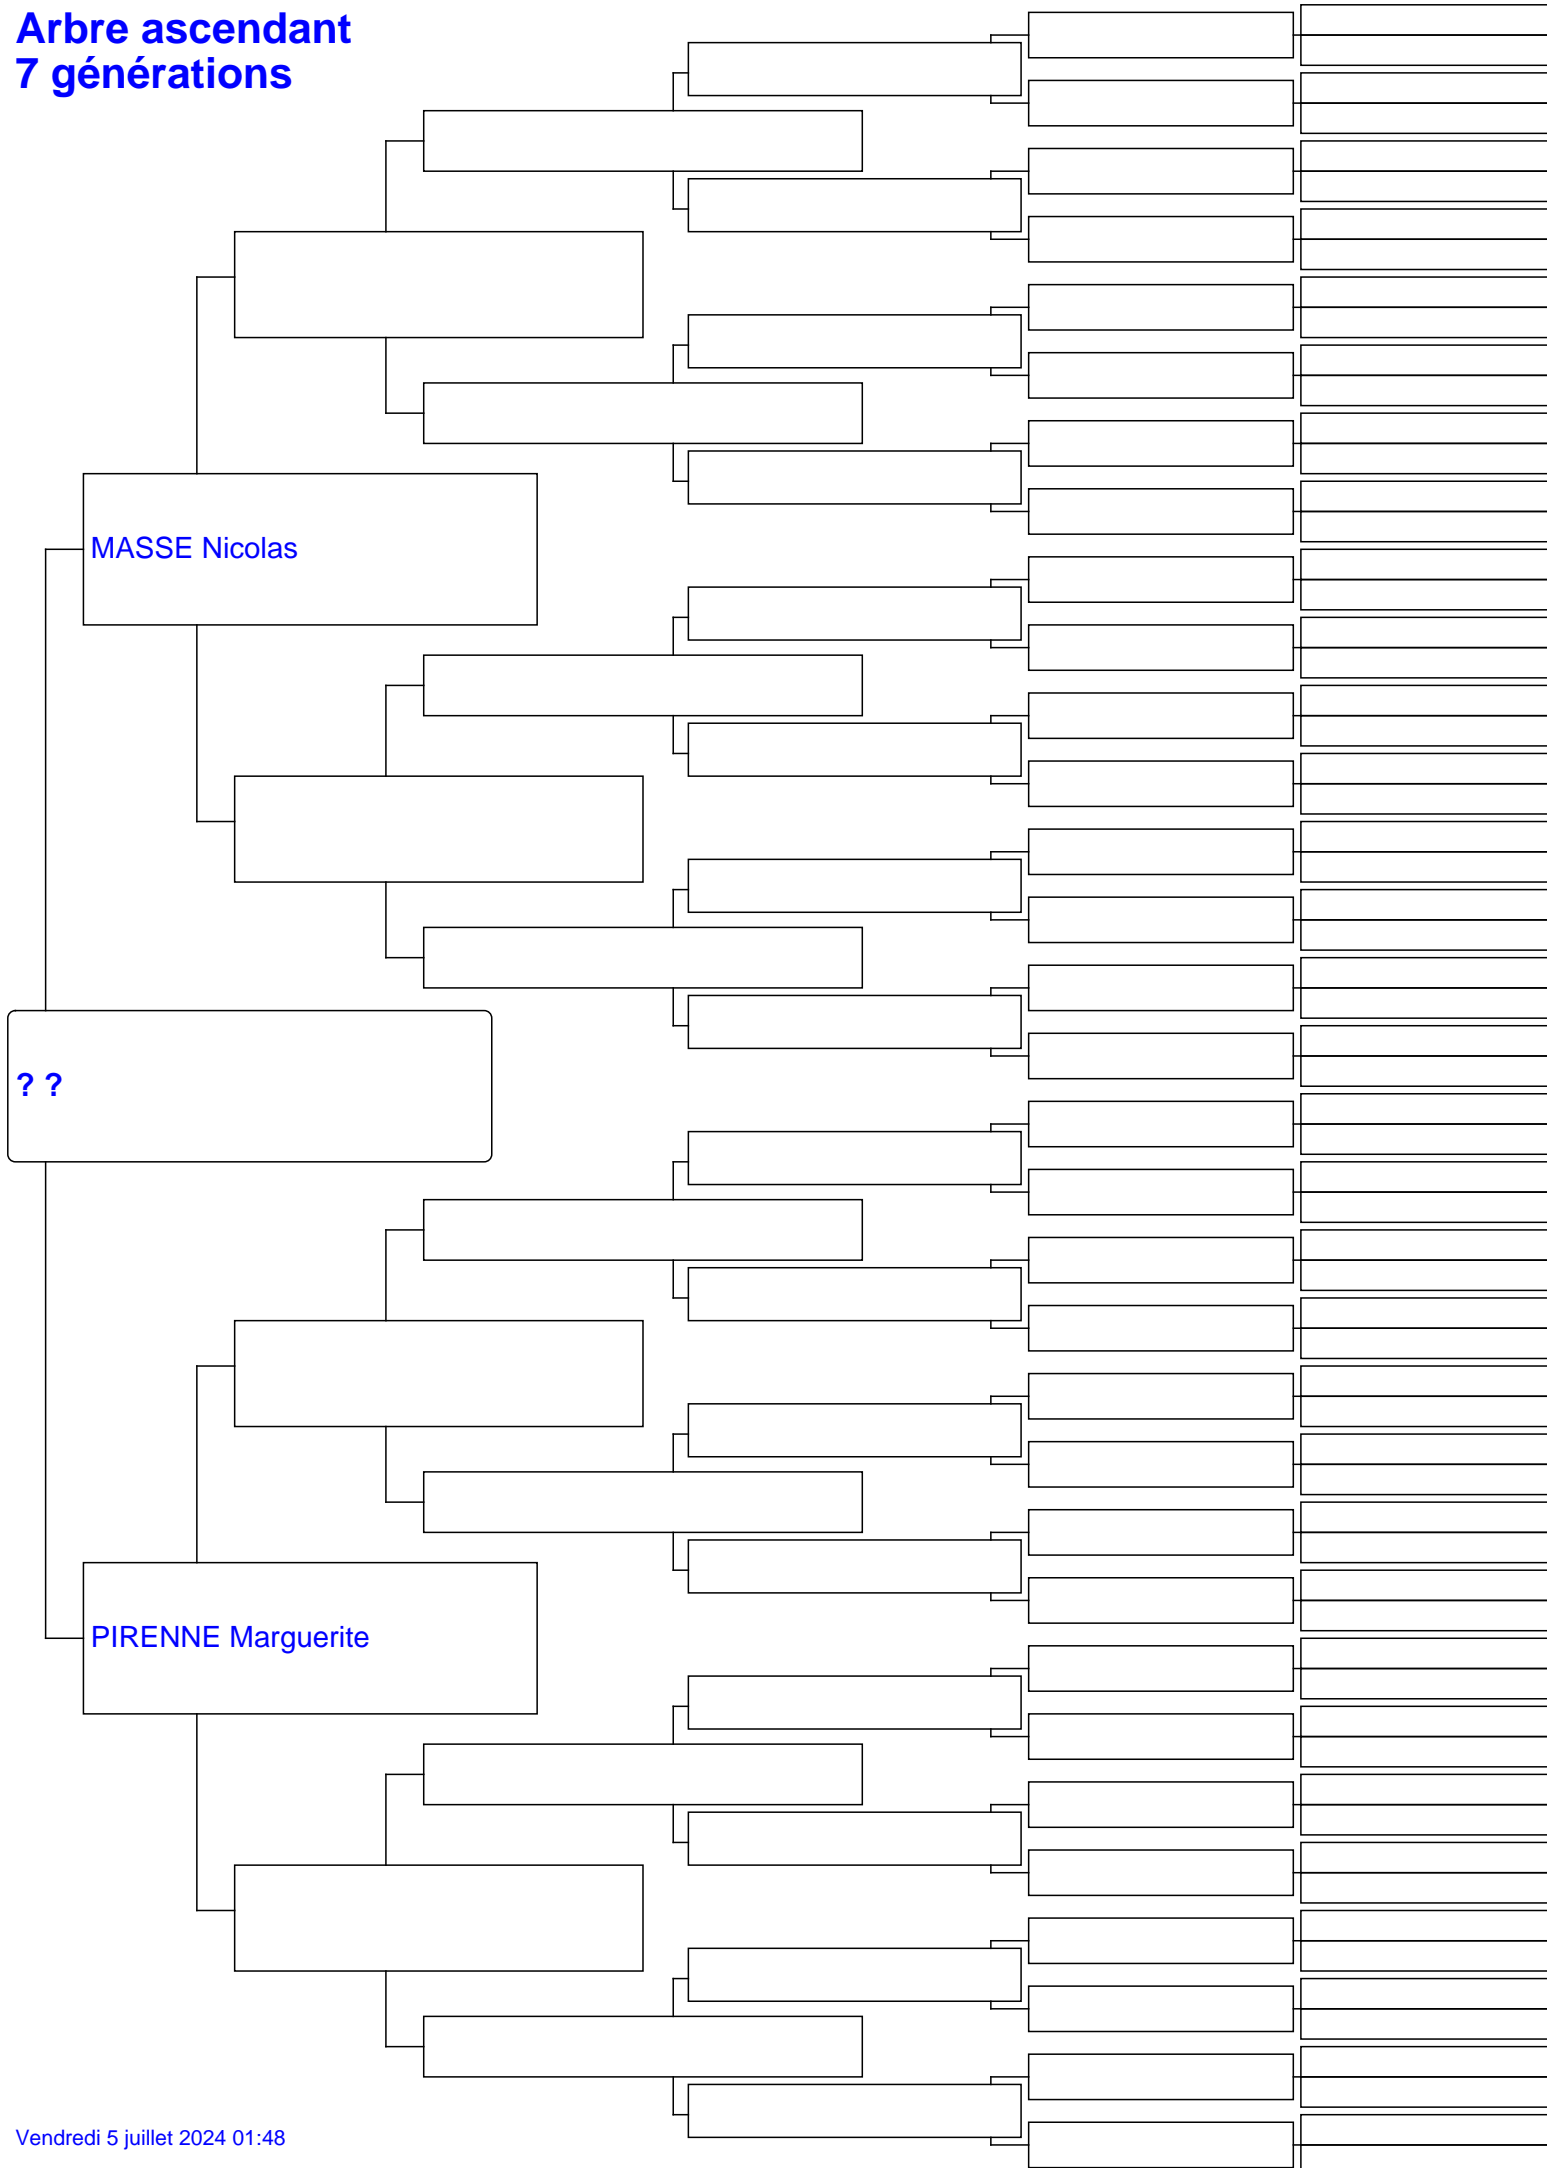 Arbre ascendant
7 générations
MASSE Nicolas
? ?
PIRENNE Marguerite
Vendredi 5 juillet 2024 01:48